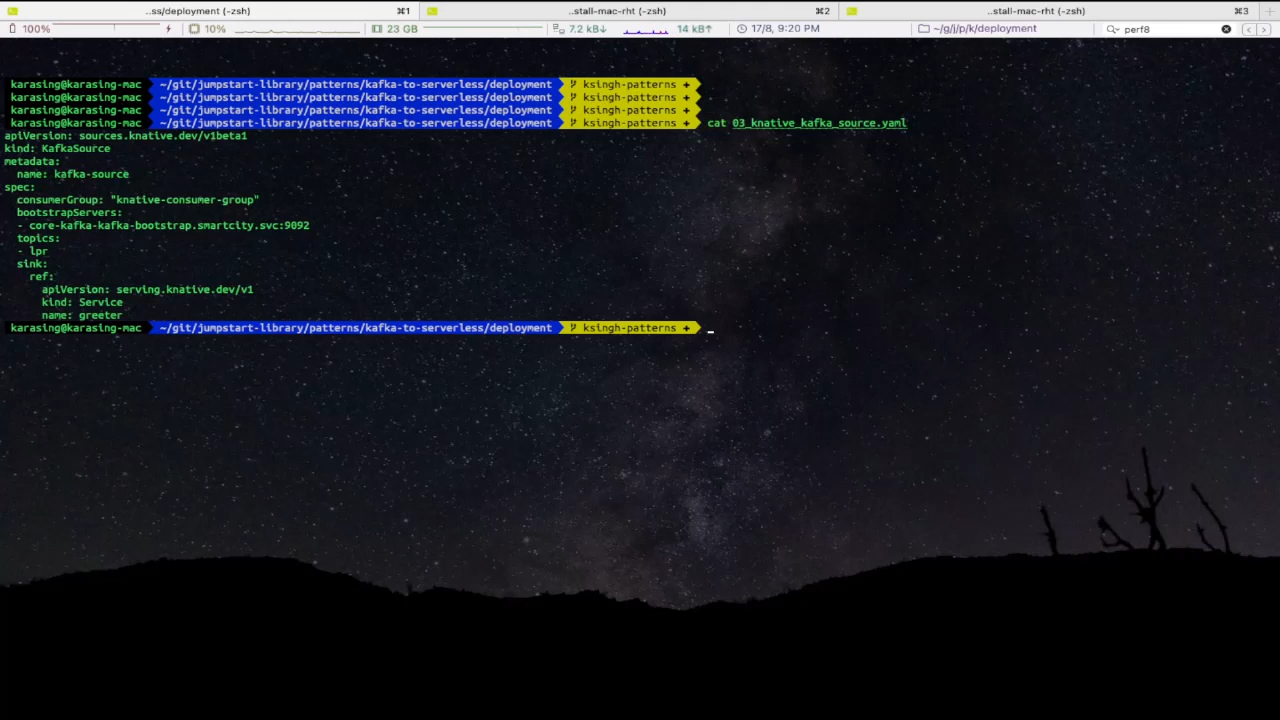 ..ss/deployment (-zsh) ⌘1 ..stall-mac-rht (-zsh) ⌘2 ..stall-mac-rht (-zsh) ⌘3 +
100% 10% 23 GB 7.2 kB↓ 14 kB↑ 17/8, 9:20 PM ~/g/j/p/k/deployment perf8
karasing@karasing-mac ~/git/jumpstart-library/patterns/kafka-to-serverless/deployment ksingh-patterns +
karasing@karasing-mac ~/git/jumpstart-library/patterns/kafka-to-serverless/deployment ksingh-patterns +
karasing@karasing-mac ~/git/jumpstart-library/patterns/kafka-to-serverless/deployment ksingh-patterns +
karasing@karasing-mac ~/git/jumpstart-library/patterns/kafka-to-serverless/deployment ksingh-patterns + cat 03_knative_kafka_source.yaml
apiVersion: sources.knative.dev/v1beta1
kind: KafkaSource
metadata:
  name: kafka-source
spec:
  consumerGroup: "knative-consumer-group"
  bootstrapServers:
  - core-kafka-kafka-bootstrap.smartcity.svc:9092
  topics:
  - lpr
  sink:
    ref:
      apiVersion: serving.knative.dev/v1
      kind: Service
      name: greeter
karasing@karasing-mac ~/git/jumpstart-library/patterns/kafka-to-serverless/deployment ksingh-patterns +